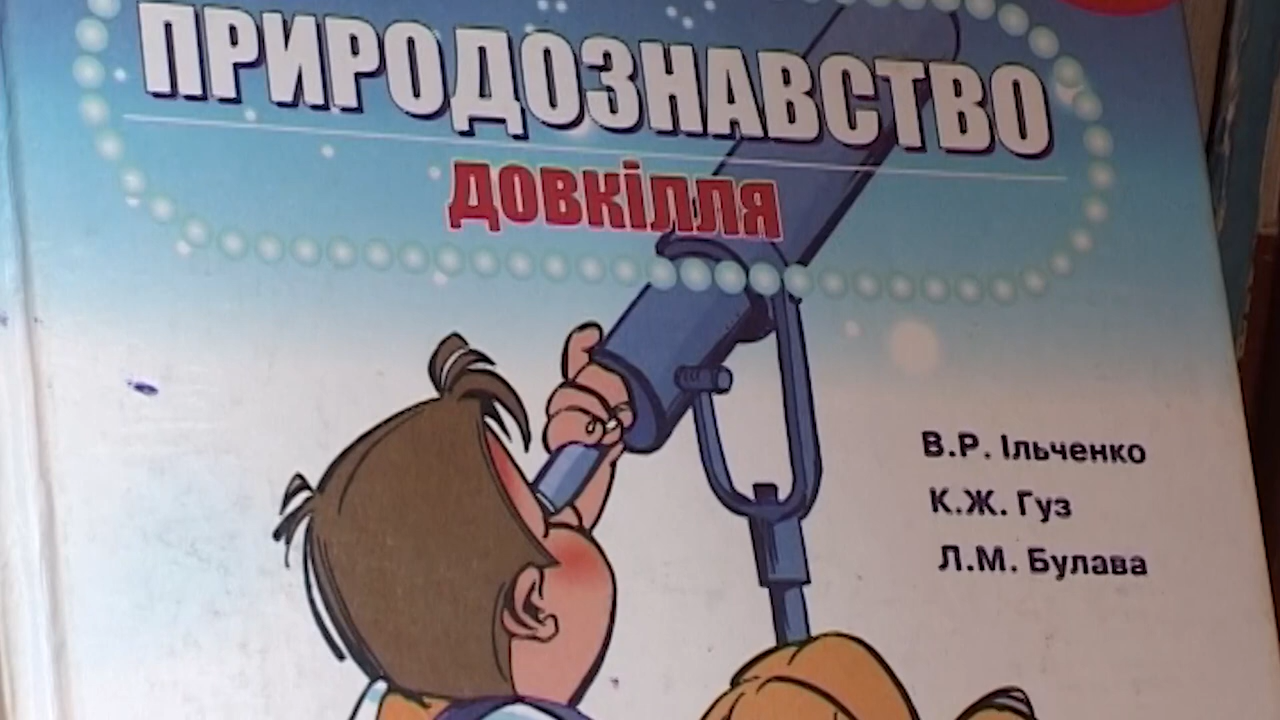 ПРИРОДОЗНАВСТВО
ДОВКІЛЛЯ
В.Р. Ільченко
К.Ж. Гуз
Л.М. Булава